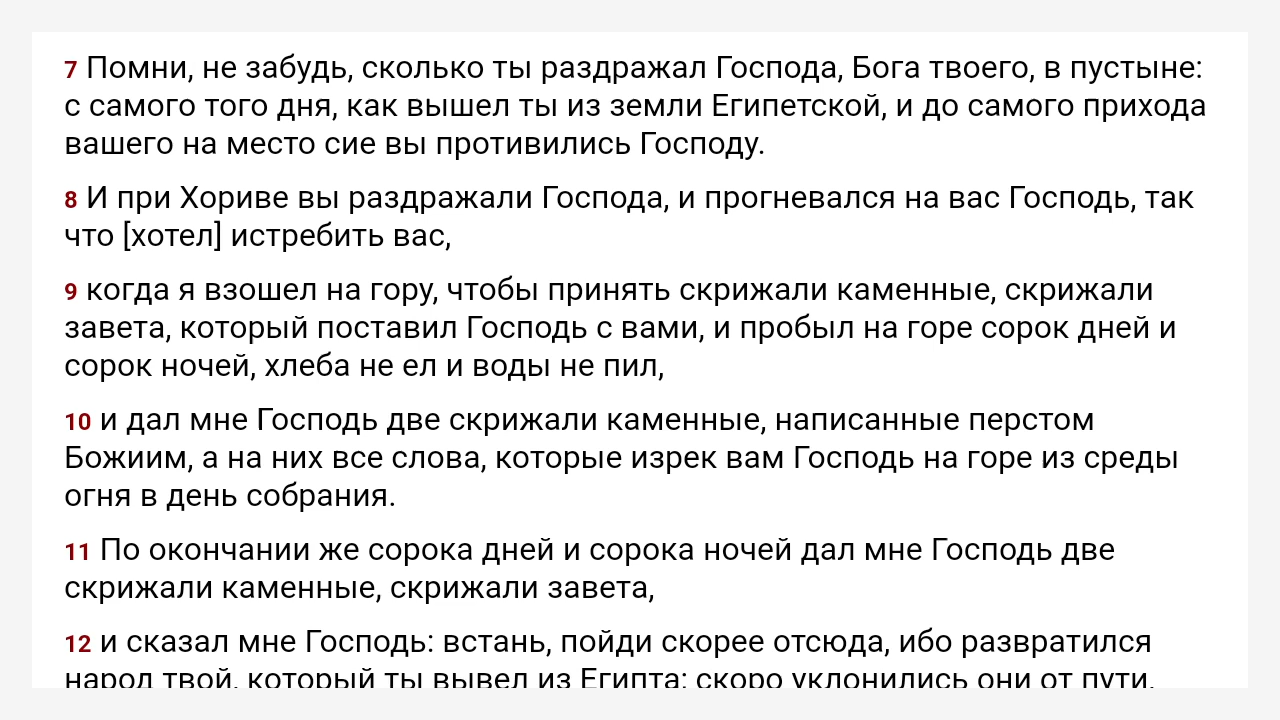 7 Помни, не забудь, сколько ты раздражал Господа, Бога твоего, в пустыне:
с самого того дня, как вышел ты из земли Египетской, и до самого прихода
вашего на место сие вы противились Господу.
8 И при Хориве вы раздражали Господа, и прогневался на вас Господь, так
что [хотел] истребить вас,
9 когда я взошел на гору, чтобы принять скрижали каменные, скрижали
завета, который поставил Господь с вами, и пробыл на горе сорок дней и
сорок ночей, хлеба не ел и воды не пил,
10 и дал мне Господь две скрижали каменные, написанные перстом
Божиим, а на них все слова, которые изрек вам Господь на горе из среды
огня в день собрания.
11 По окончании же сорока дней и сорока ночей дал мне Господь две
скрижали каменные, скрижали завета,
12 и сказал мне Господь: встань, пойди скорее отсюда, ибо развратился
народ твой, который ты вывел из Египта; скоро уклонились они от пути,